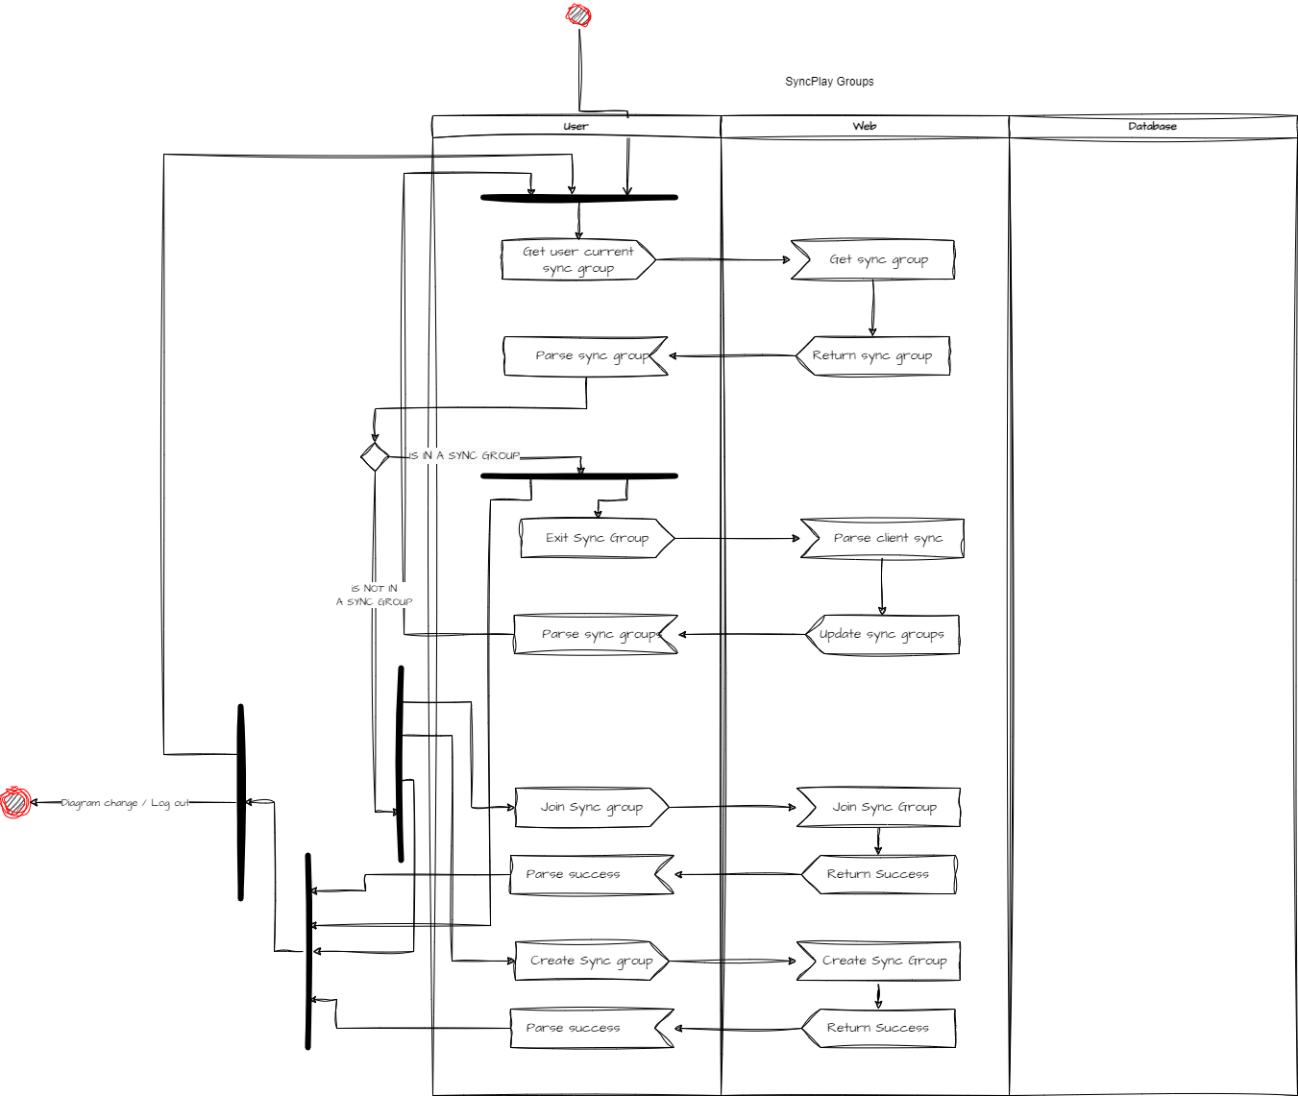 SyncPlay Groups
User
Web
Database
Get user current
sync group
Get sync group
Parse sync group
Return sync group
IS IN A SYNC GROUP
Exit Sync Group
Parse client sync
IS NOT IN
A SYNC GROUP
Parse sync groups
Update sync groups
Diagram change / Log out
Join Sync group
Join Sync Group
Parse success
Return Success
Create Sync group
Create Sync Group
Parse success
Return Success